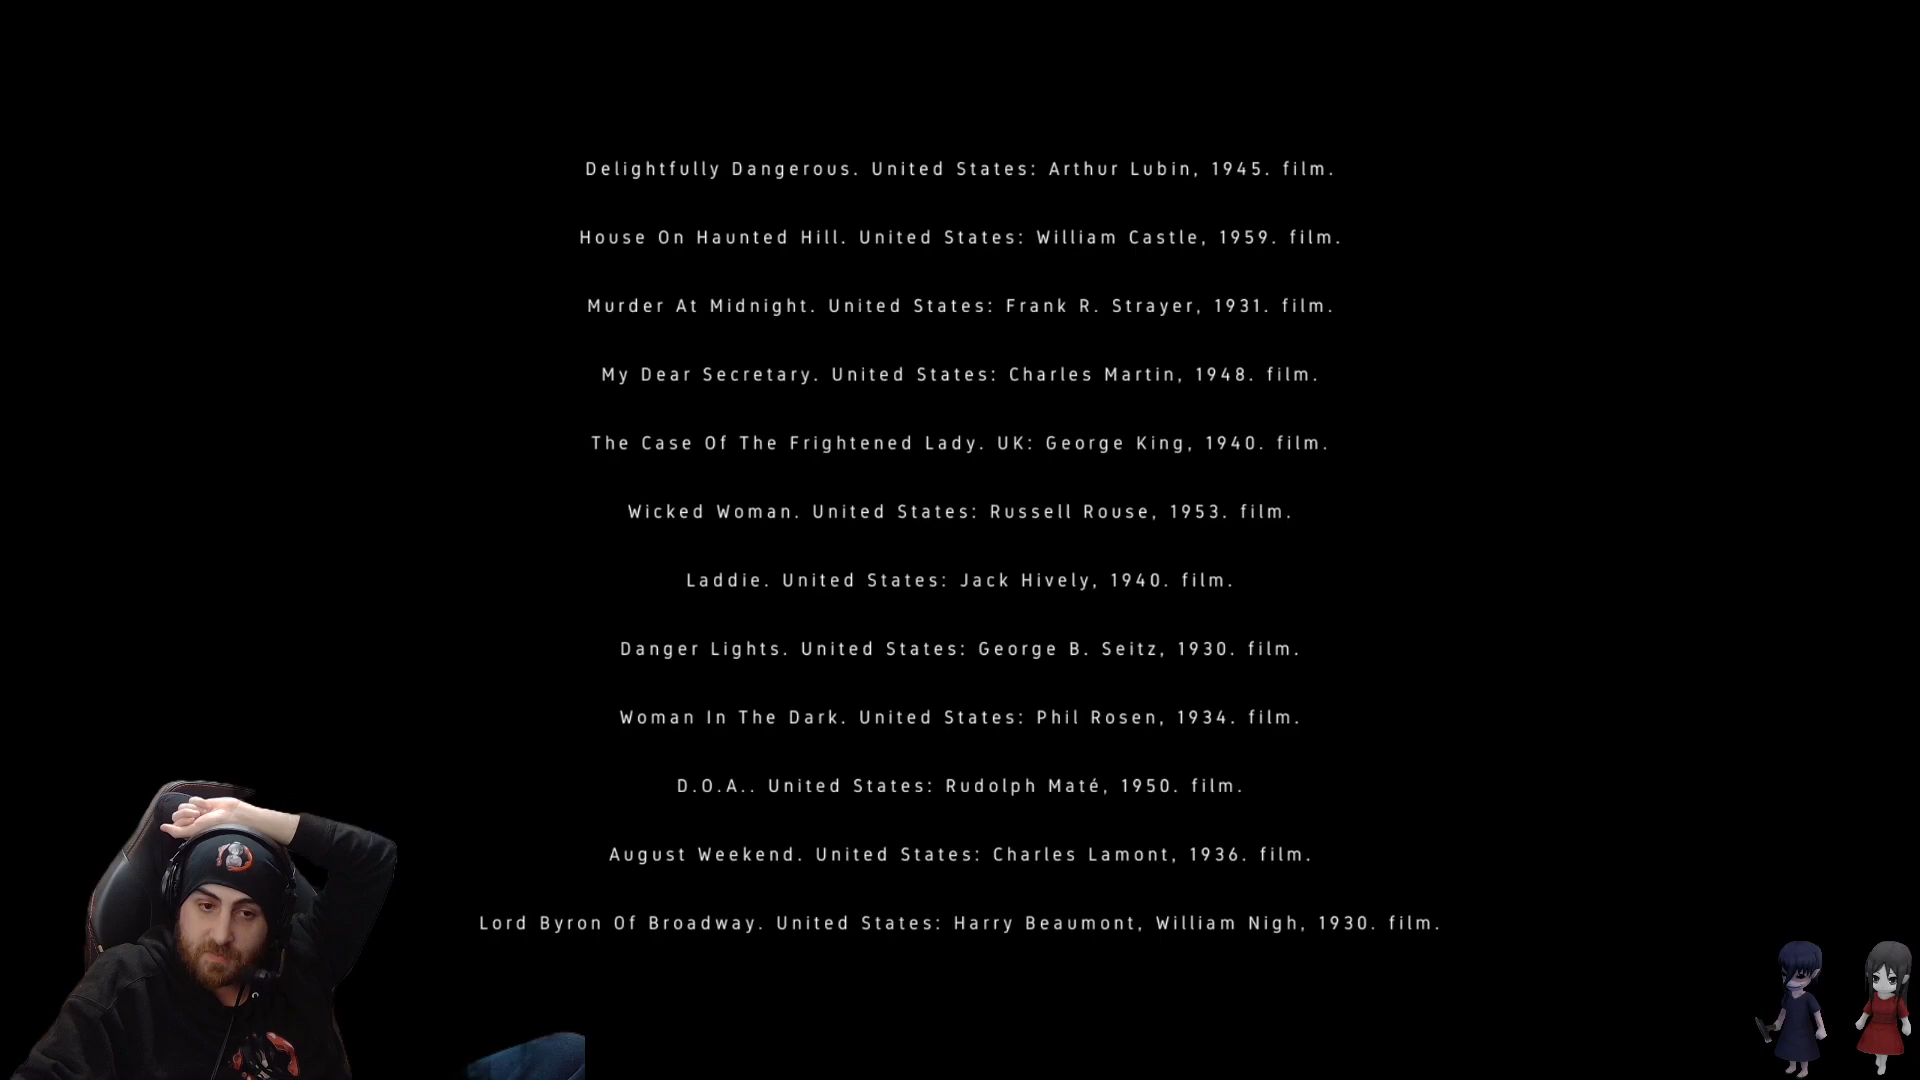 Delightfully Dangerous. United States: Arthur Lubin, 1945. film.
House On Haunted Hill. United States: William Castle, 1959. film.
Murder At Midnight. United States: Frank R. Strayer, 1931. film.
My Dear Secretary. United States: Charles Martin, 1948. film.
The Case Of The Frightened Lady. UK: George King, 1940. film.
Wicked Woman. United States: Russell Rouse, 1953. film.
Laddie. United States: Jack Hively, 1940. film.
Danger Lights. United States: George B. Seitz, 1930. film.
Woman In The Dark. United States: Phil Rosen, 1934. film.
D.O.A.. United States: Rudolph Maté, 1950. film.
August Weekend. United States: Charles Lamont, 1936. film.
Lord Byron Of Broadway. United States: Harry Beaumont, William Nigh, 1930. film.